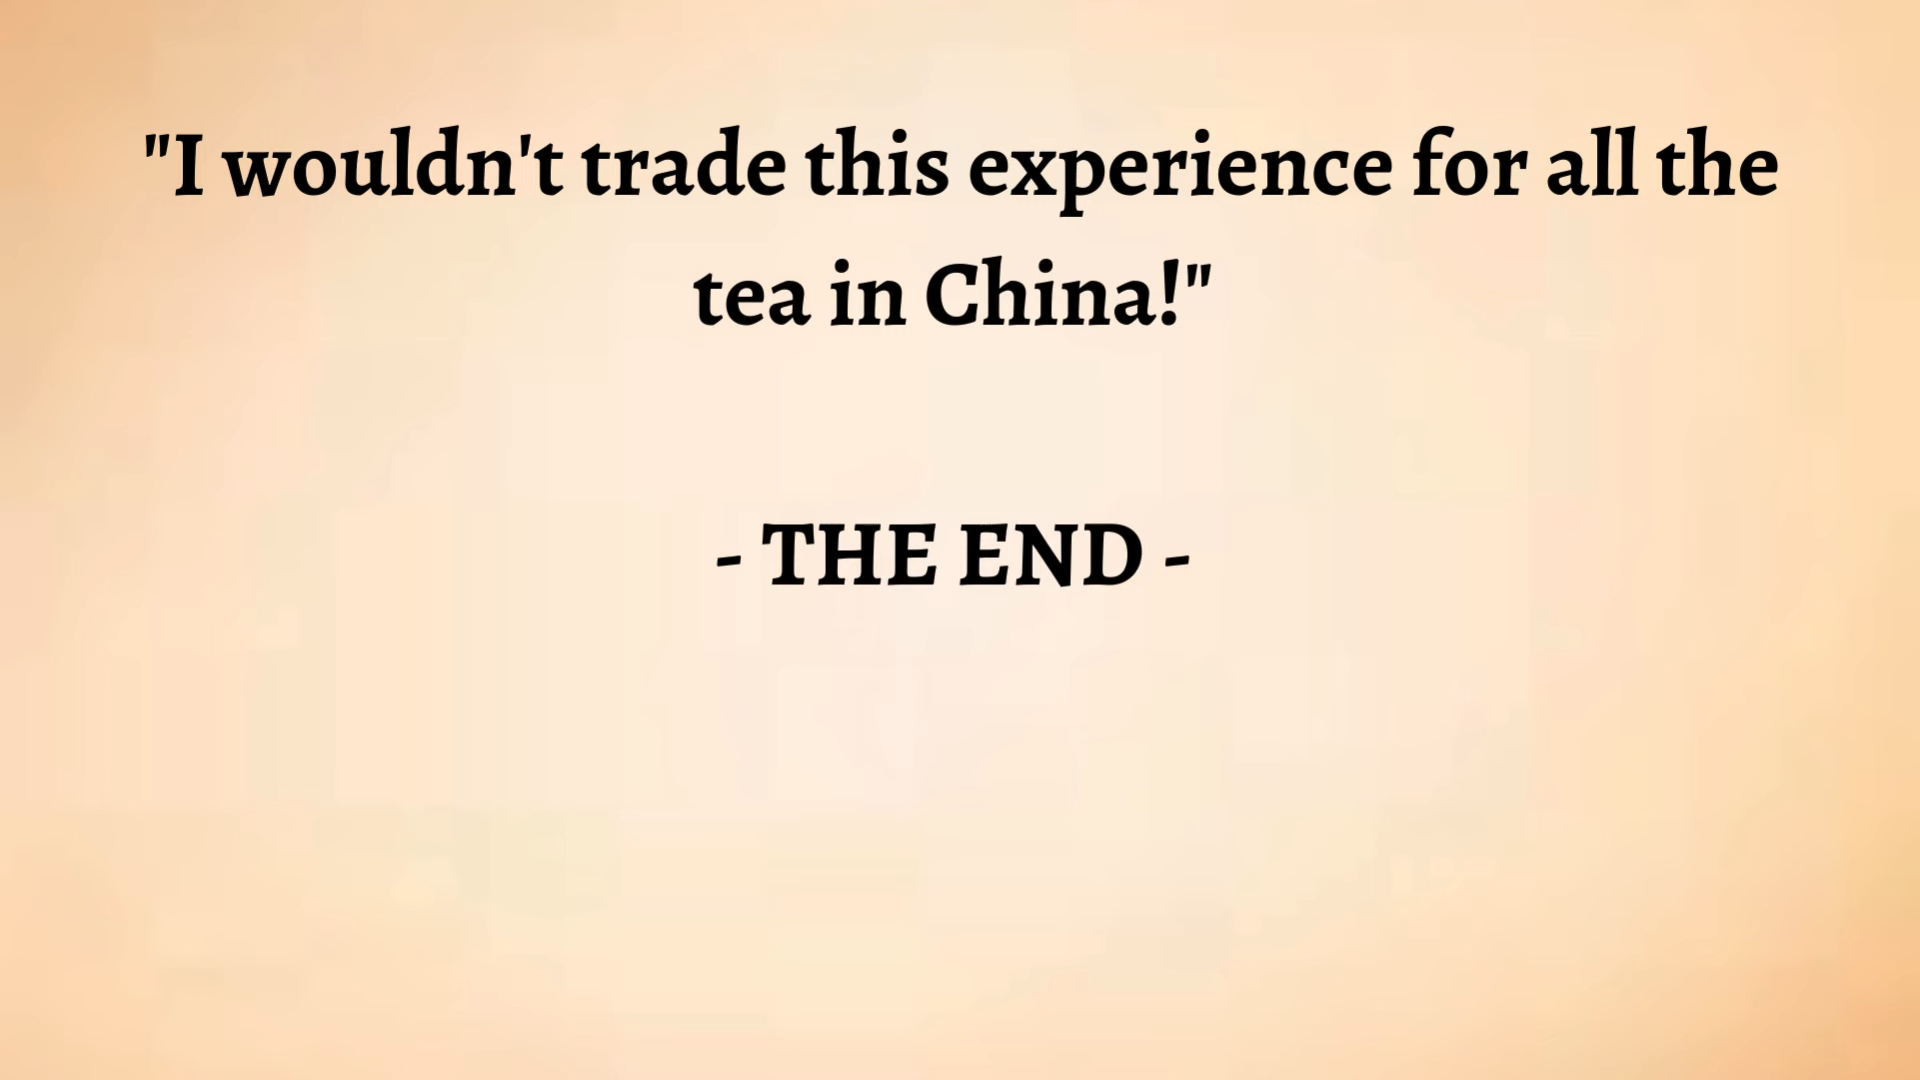 "I wouldn't trade this experience for all the
tea in China!"
- THE END -